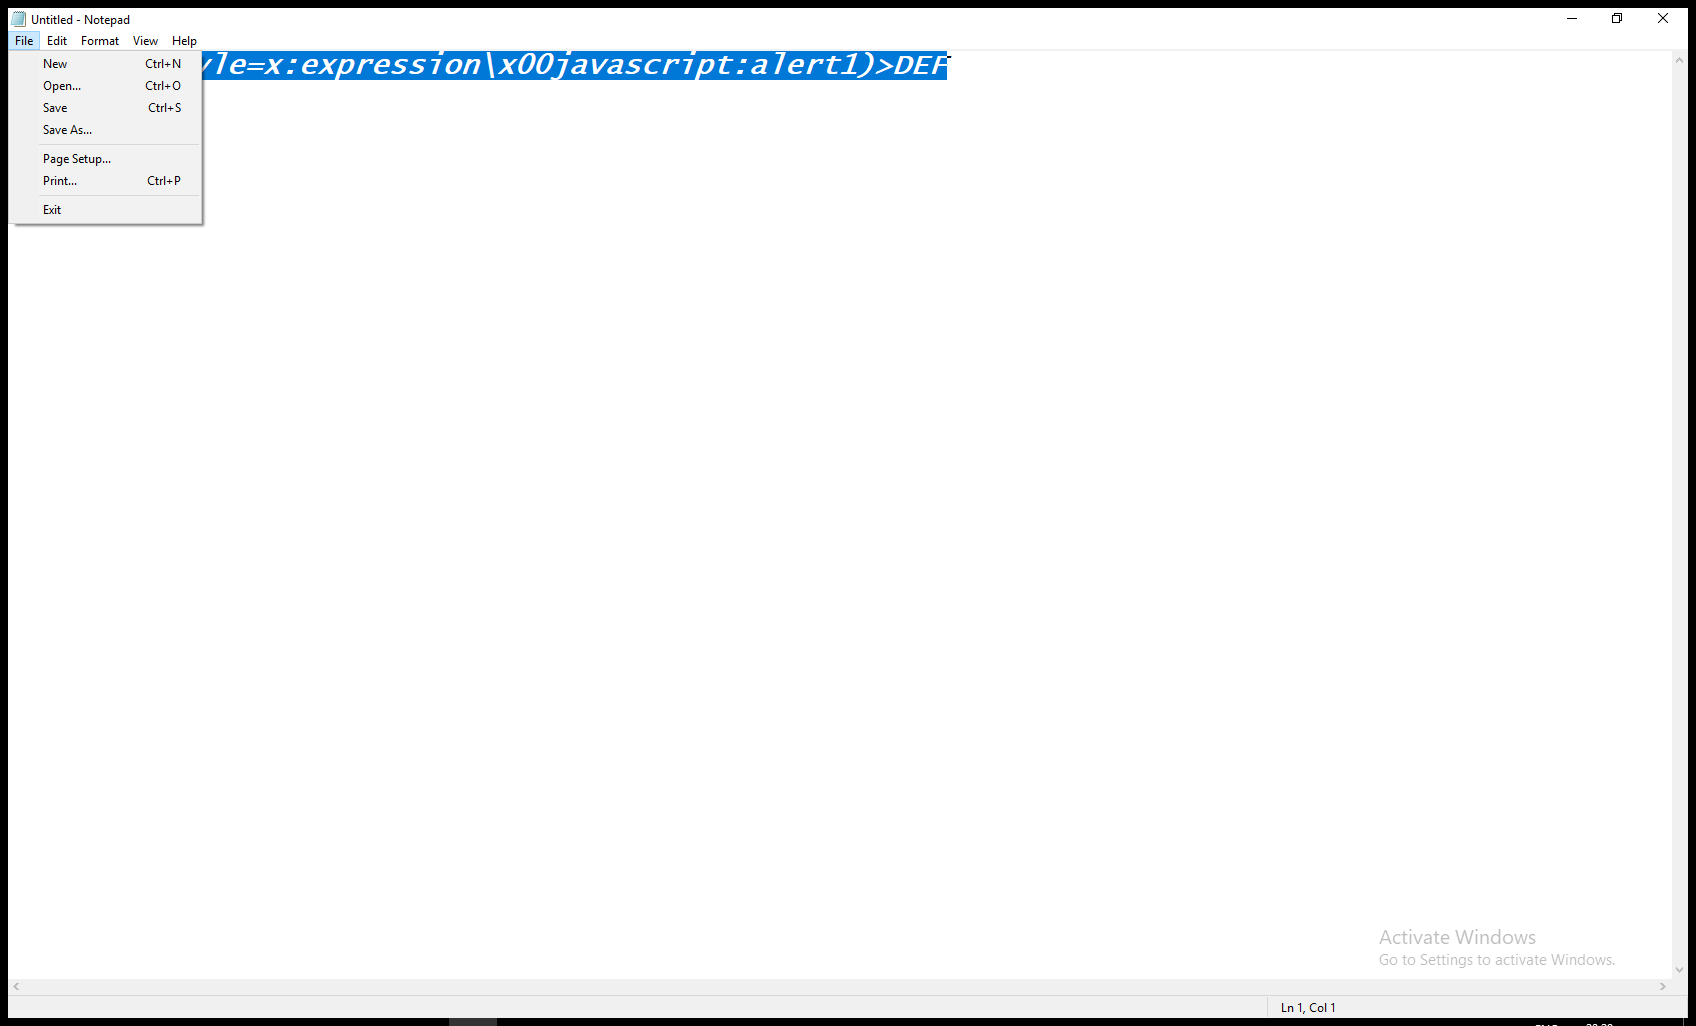 Untitled - Notepad
File Edit Format View Help
yle=x:expression\x00javascript:alert1)>DEF
New Ctrl+N
Open... Ctrl+O
Save Ctrl+S
Save As...
Page Setup...
Print... Ctrl+P
Exit
Activate Windows
Go to Settings to activate Windows.
Ln 1, Col 1